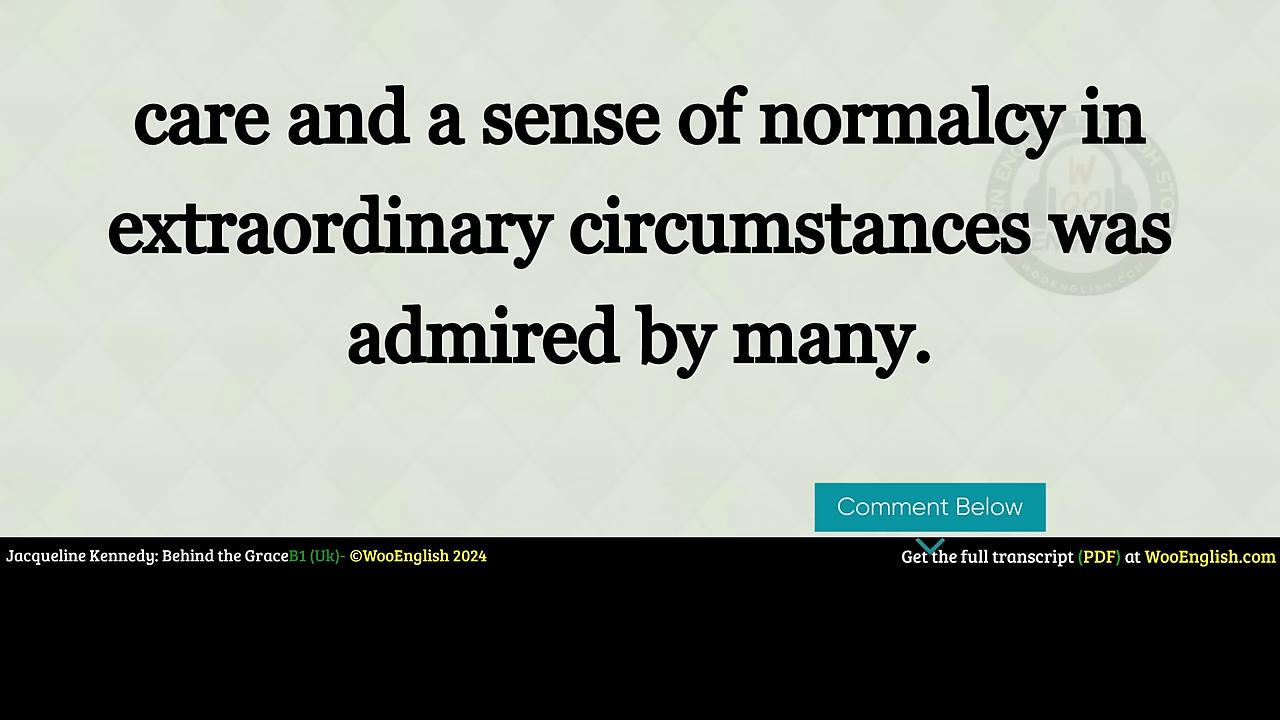 care and a sense of normalcy in
extraordinary circumstances was
admired by many.
Comment Below
Jacqueline Kennedy: Behind the GraceB1 (Uk)- ©WooEnglish 2024
Get the full transcript (PDF) at WooEnglish.com